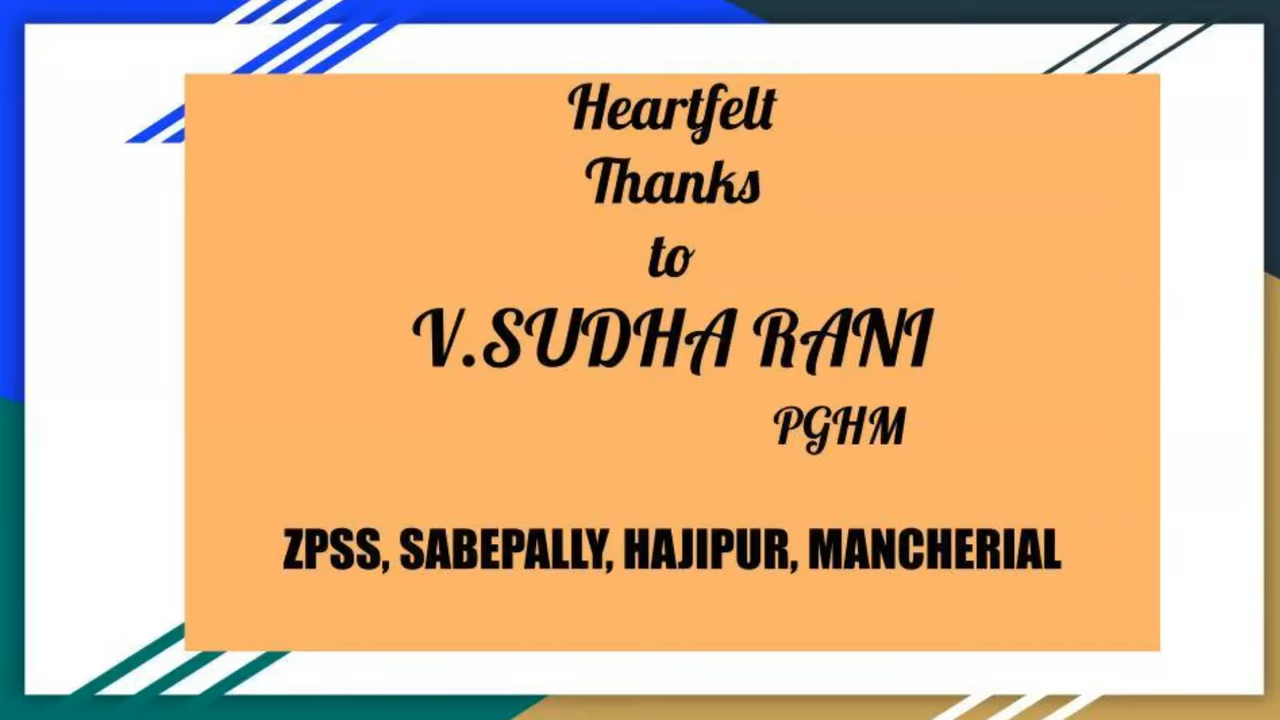 Heartfelt
Thanks
to
V.SUDHA RANI
PGHM
ZPSS, SABEPALLY, HAJIPUR, MANCHERIAL